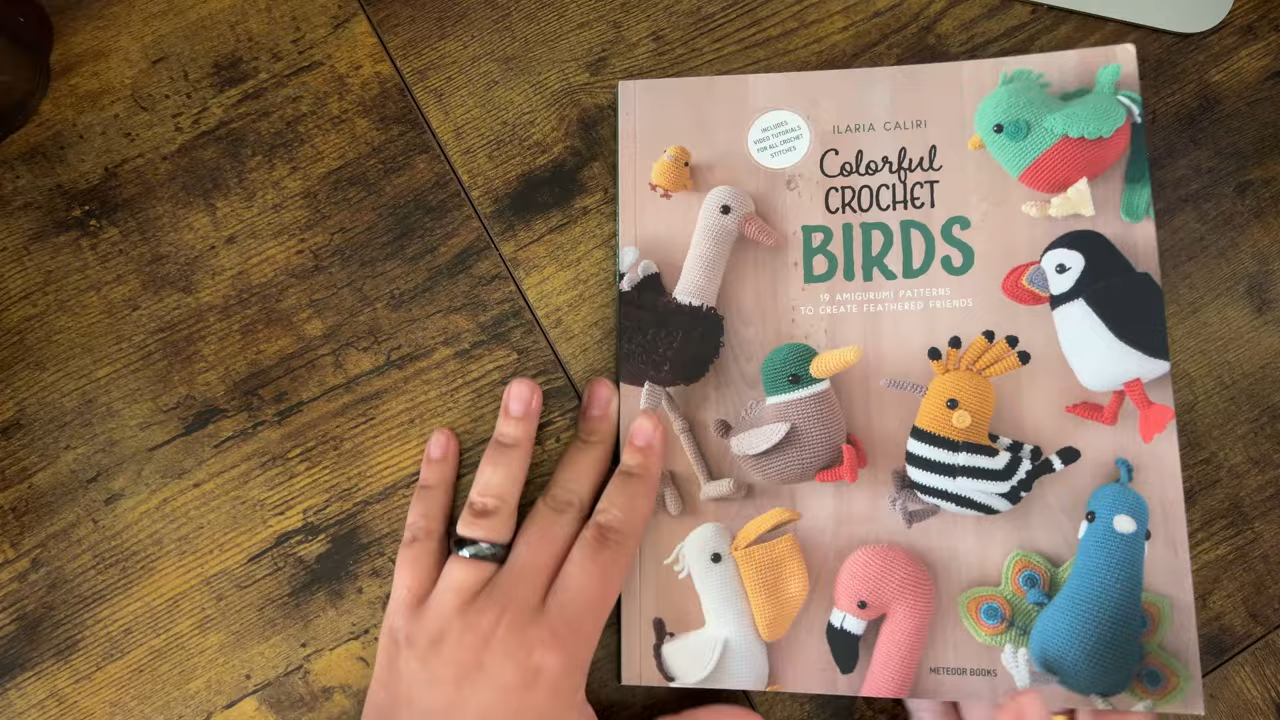 INCLUDES
VIDEO TUTORIALS
FOR ALL CROCHET
STITCHES
ILARIA CALIRI
Colorful
CROCHET
BIRDS
19 AMIGURUMI PATTERNS
TO CREATE FEATHERED FRIENDS
METEOOR BOOKS